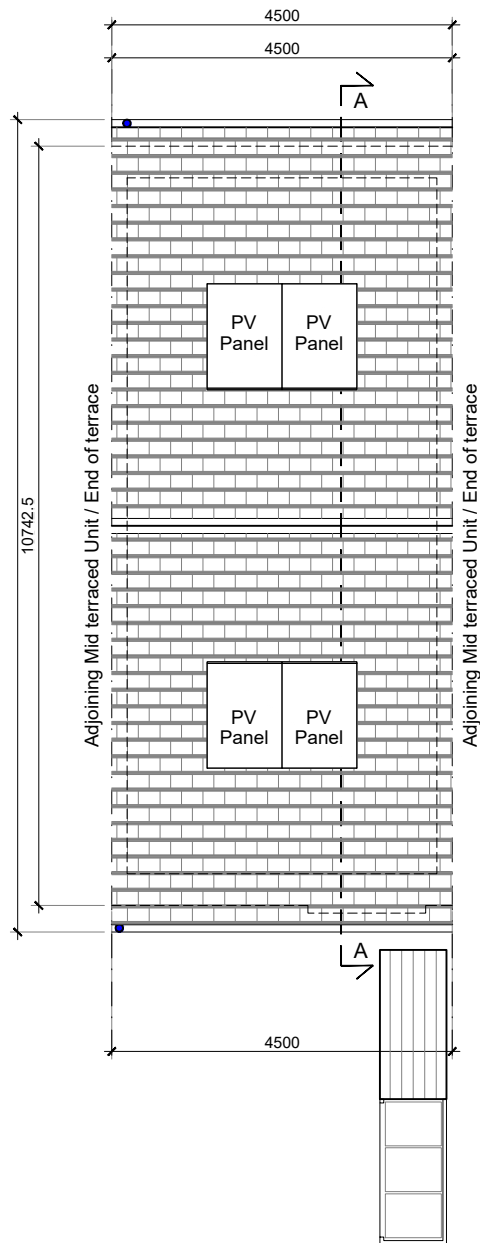 4500
4500
A
PV
Panel
PV
Panel
10742.5
Adjoining Mid terraced Unit / End of terrace
Adjoining Mid terraced Unit / End of terrace
PV
Panel
PV
Panel
A
4500